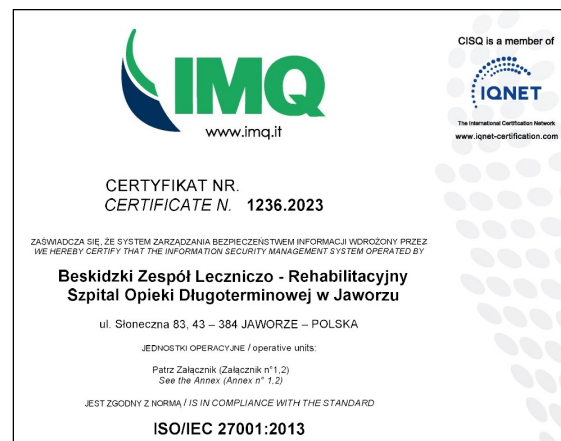 IMQ
www.imq.it
CISQ is a member of
IQNET
The International Certification Network
www.iqnet-certification.com
CERTYFIKAT NR.
CERTIFICATE N. 1236.2023
ZAŚWIADCZA SIĘ, ŻE SYSTEM ZARZĄDZANIA BEZPIECZEŃSTWEM INFORMACJI WDROŻONY PRZEZ
WE HEREBY CERTIFY THAT THE INFORMATION SECURITY MANAGEMENT SYSTEM OPERATED BY
Beskidzki Zespół Leczniczo - Rehabilitacyjny
Szpital Opieki Długoterminowej w Jaworzu
ul. Słoneczna 83, 43 – 384 JAWORZE – POLSKA
JEDNOSTKI OPERACYJNE / operative units:
Patrz Załącznik (Załącznik n°1,2)
See the Annex (Annex n° 1,2)
JEST ZGODNY Z NORMĄ / IS IN COMPLIANCE WITH THE STANDARD
ISO/IEC 27001:2013